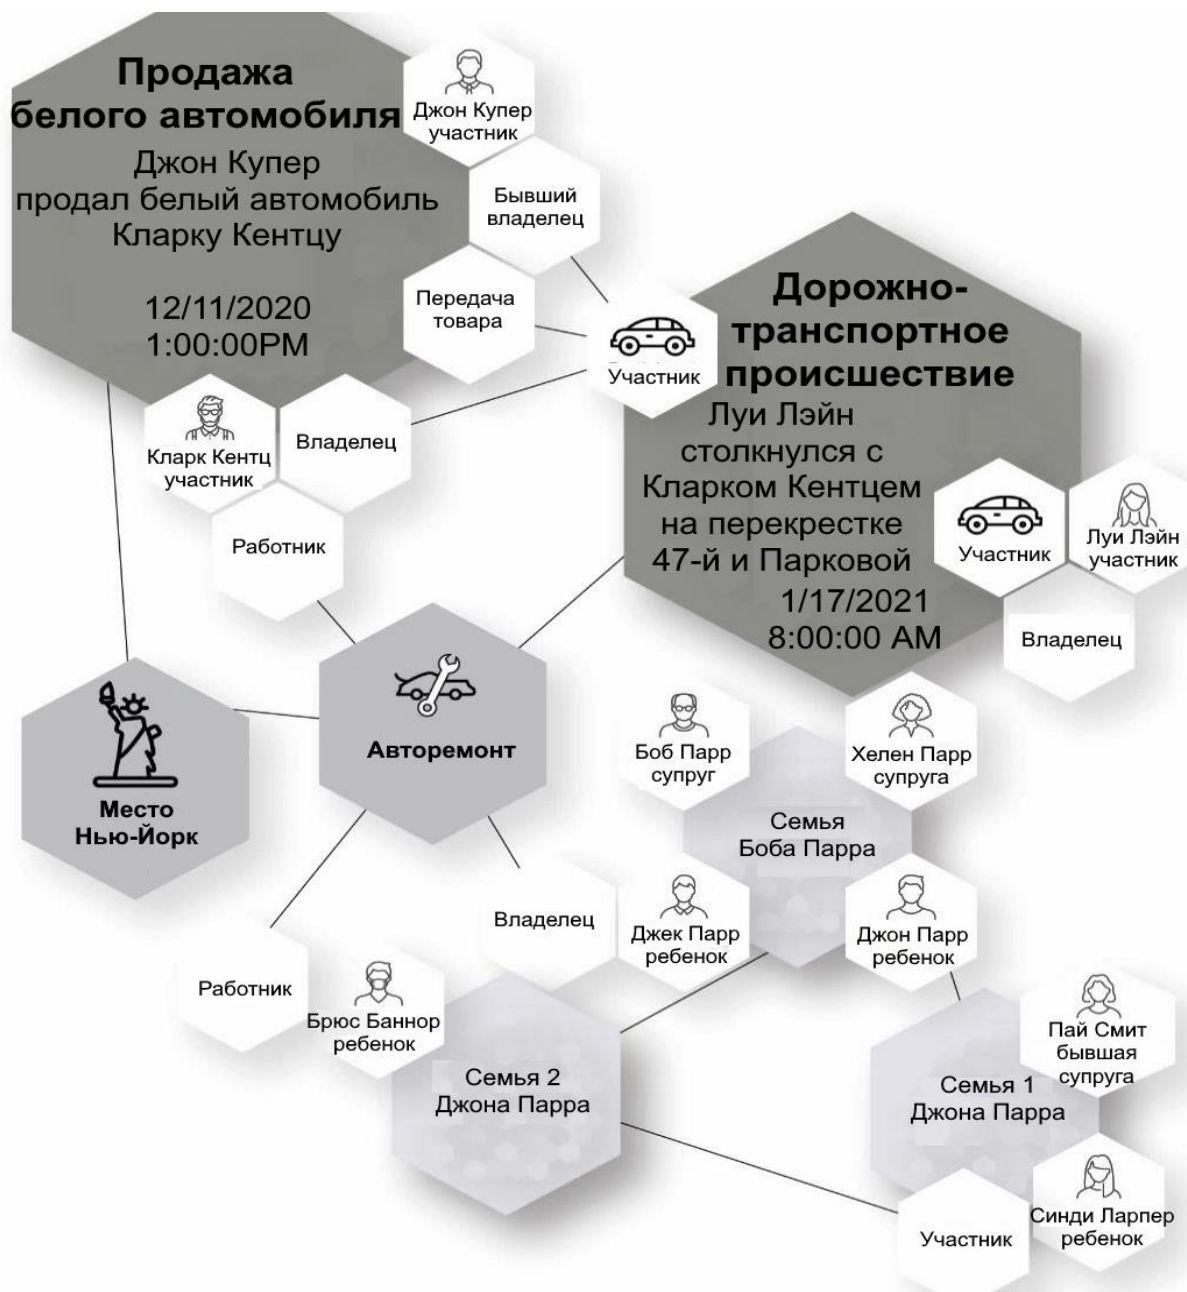 Продажа
белого автомобиля
Джон Купер
продал белый автомобиль
Кларку Кентцу
12/11/2020
1:00:00PM
Джон Купер
участник
Бывший
владелец
Передача
товара
Участник
Кларк Кентц
участник
Владелец
Работник
Дорожно-
транспортное
происшествие
Луи Лэйн
столкнулся с
Кларком Кентцем
на перекрестке
47-й и Парковой
1/17/2021
8:00:00 AM
Участник
Луи Лэйн
участник
Владелец
Место
Нью-Йорк
Авторемонт
Боб Парр
супруг
Хелен Парр
супруга
Семья
Боба Парра
Владелец
Джек Парр
ребенок
Джон Парр
ребенок
Работник
Брюс Баннор
ребенок
Семья 2
Джона Парра
Пай Смит
бывшая
супруга
Семья 1
Джона Парра
Синди Ларпер
ребенок
Участник